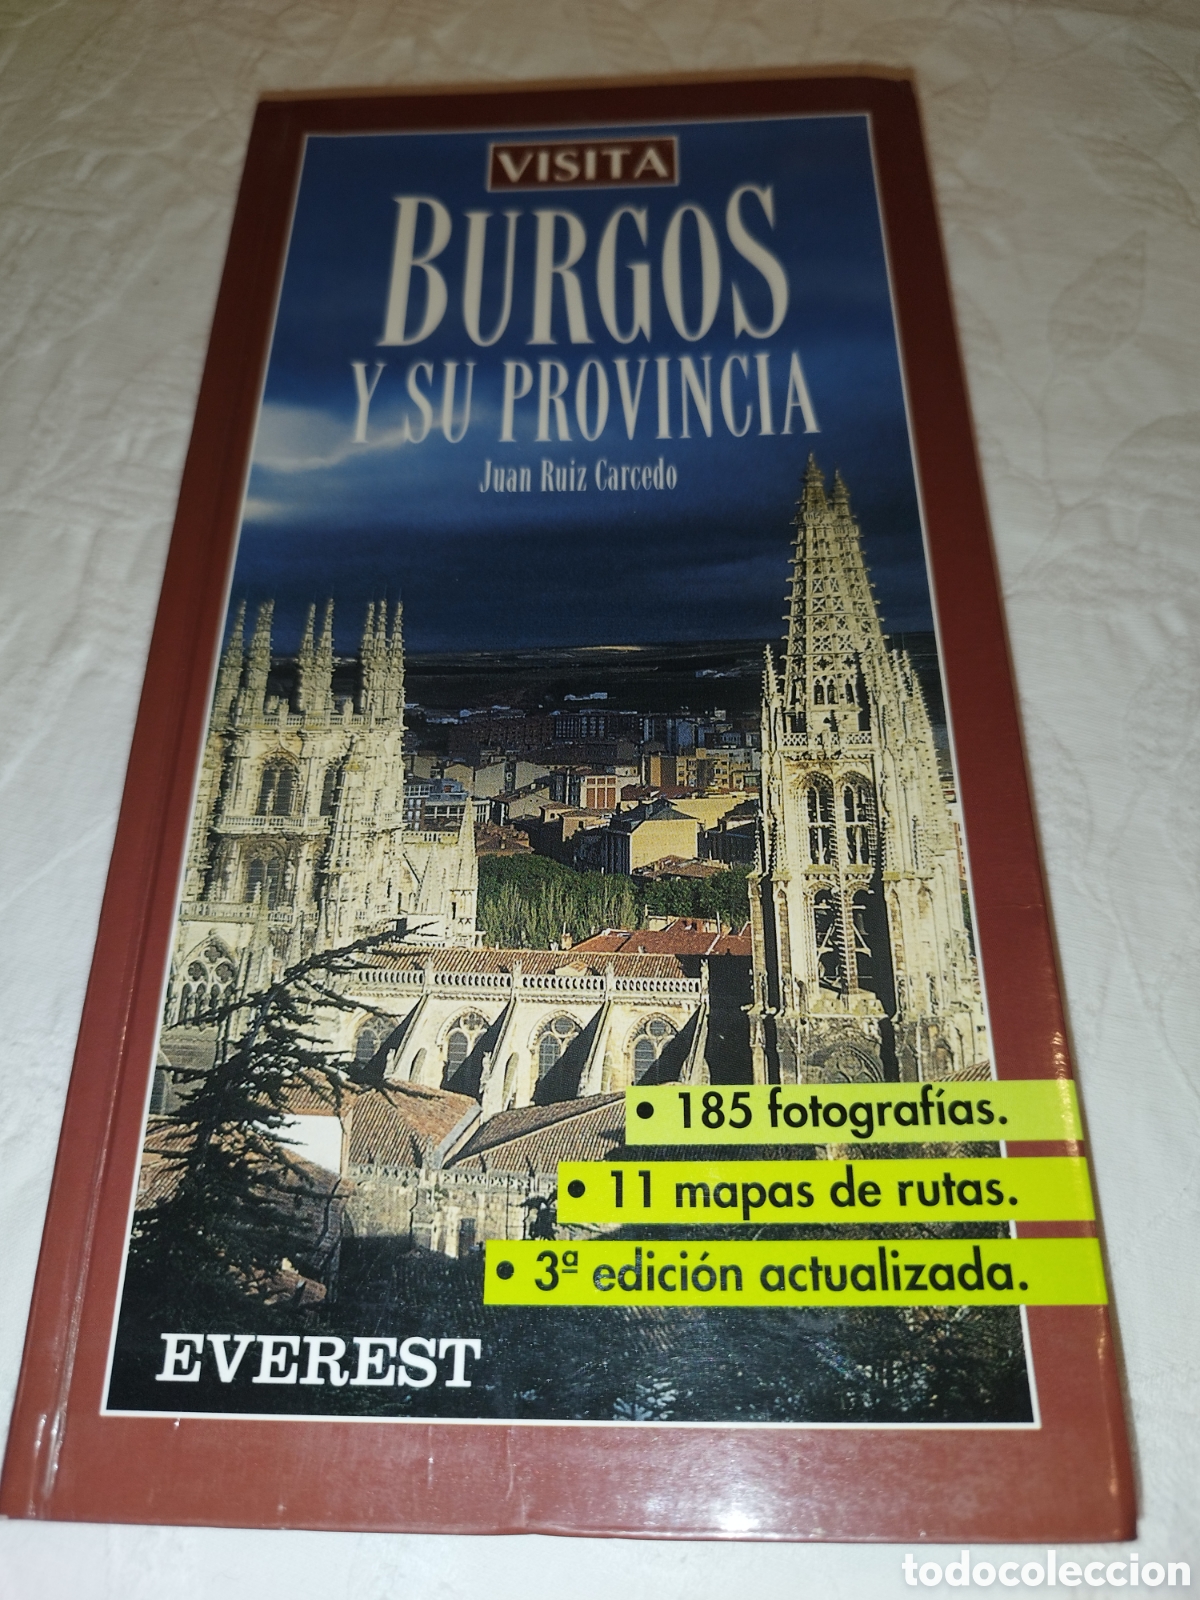 VISITA
BURGOS
Y SU PROVINCIA
Juan Ruiz Carcedo
• 185 fotografías.
• 11 mapas de rutas.
• 3ª edición actualizada.
EVEREST
todocoleccion